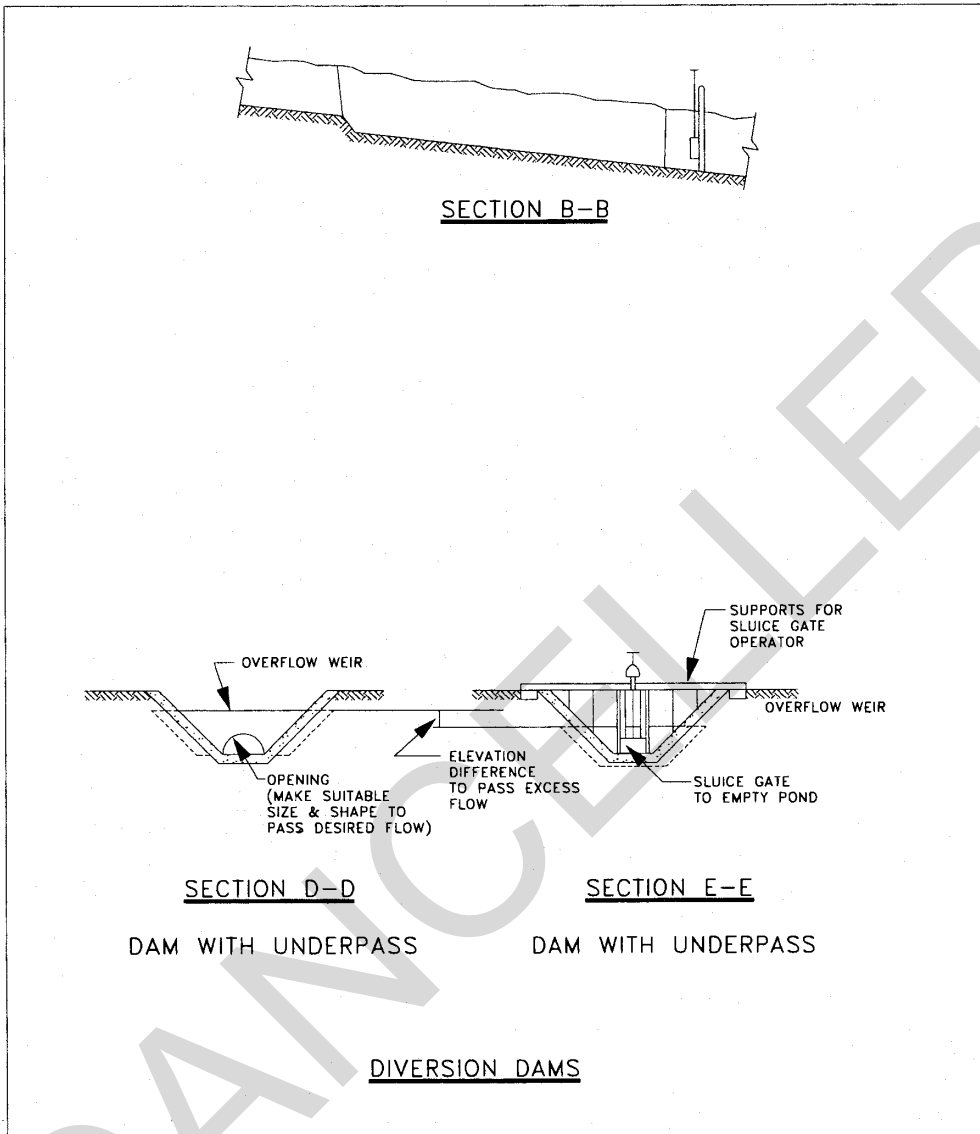 SECTION B-B
SUPPORTS FOR
SLUICE GATE
OPERATOR
OVERFLOW WEIR
OVERFLOW WEIR
OPENING
(MAKE SUITABLE
SIZE & SHAPE TO
PASS DESIRED FLOW)
ELEVATION
DIFFERENCE
TO PASS EXCESS
FLOW
SLUICE GATE
TO EMPTY POND
SECTION D-D
DAM WITH UNDERPASS
SECTION E-E
DAM WITH UNDERPASS
DIVERSION DAMS
CANCELLED